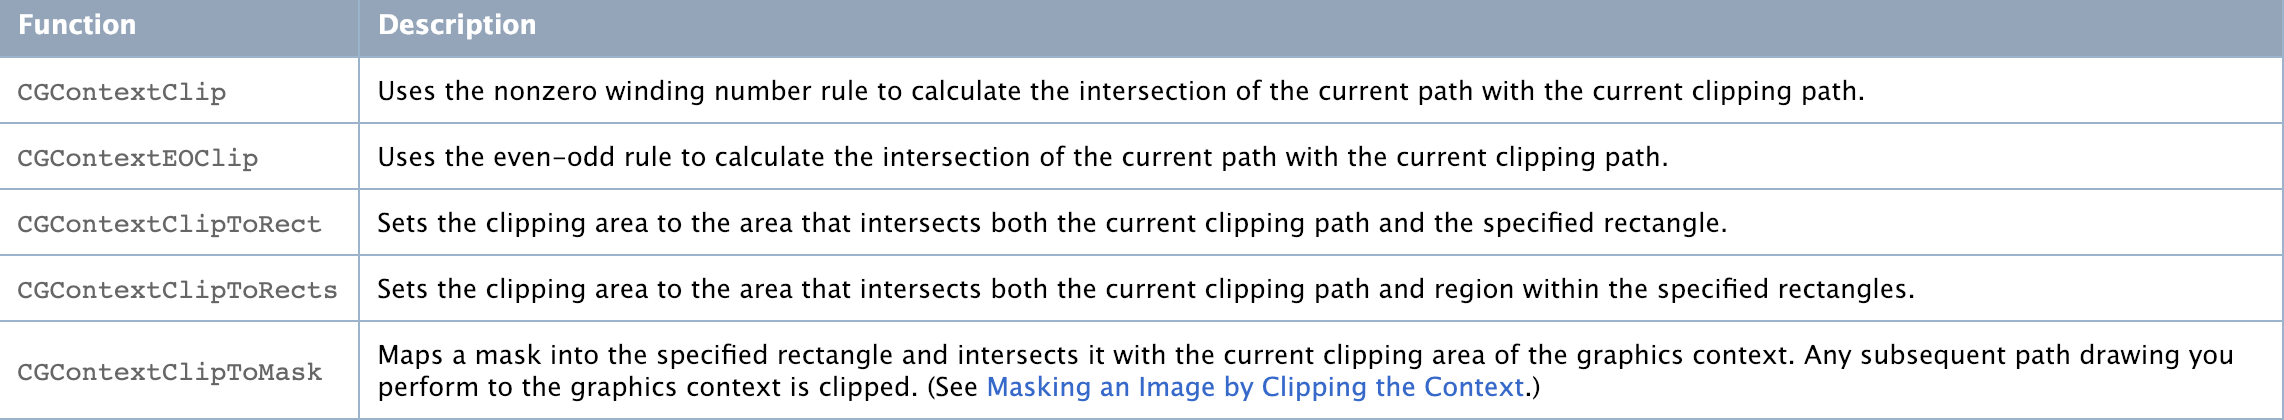 Function Description
CGContextClip Uses the nonzero winding number rule to calculate the intersection of the current path with the current clipping path.
CGContextEOClip Uses the even-odd rule to calculate the intersection of the current path with the current clipping path.
CGContextClipToRect Sets the clipping area to the area that intersects both the current clipping path and the specified rectangle.
CGContextClipToRects Sets the clipping area to the area that intersects both the current clipping path and region within the specified rectangles.
CGContextClipToMask Maps a mask into the specified rectangle and intersects it with the current clipping area of the graphics context. Any subsequent path drawing you
perform to the graphics context is clipped. (See Masking an Image by Clipping the Context.)